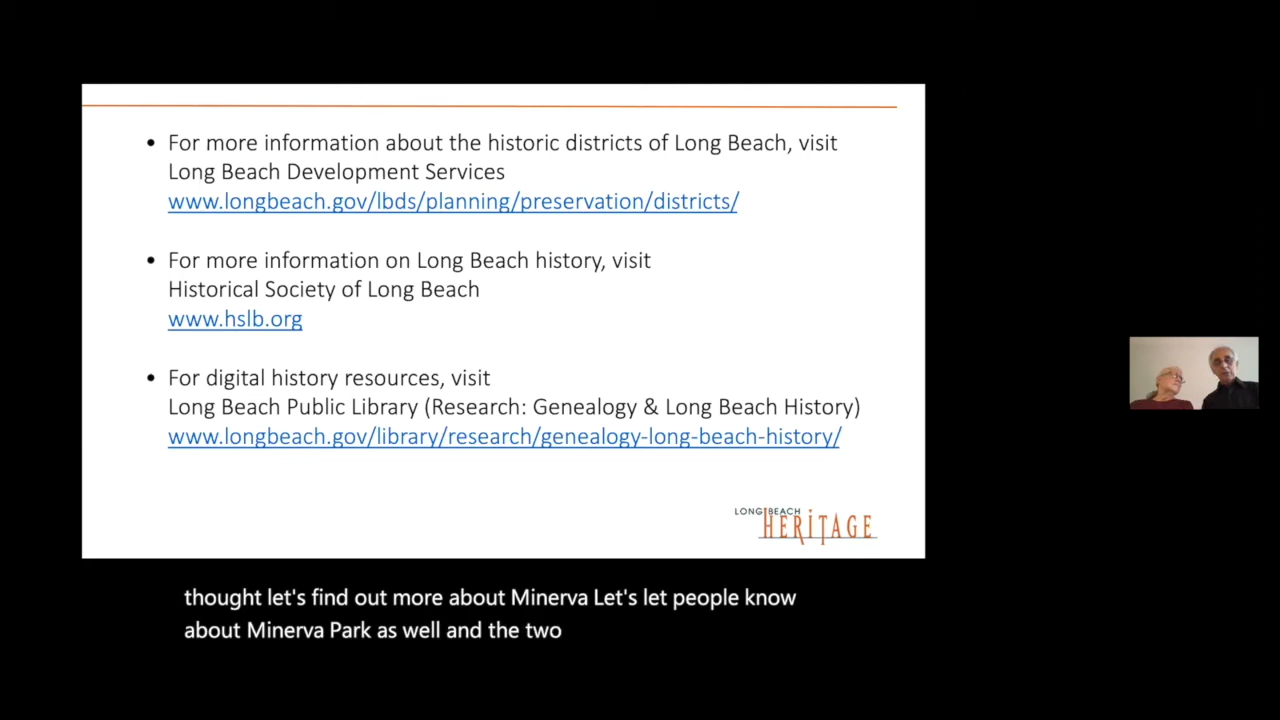 • For more information about the historic districts of Long Beach, visit
Long Beach Development Services
www.longbeach.gov/lbds/planning/preservation/districts/
• For more information on Long Beach history, visit
Historical Society of Long Beach
www.hslb.org
• For digital history resources, visit
Long Beach Public Library (Research: Genealogy & Long Beach History)
www.longbeach.gov/library/research/genealogy-long-beach-history/
LONG BEACH
HERITAGE
thought let's find out more about Minerva Let's let people know
about Minerva Park as well and the two